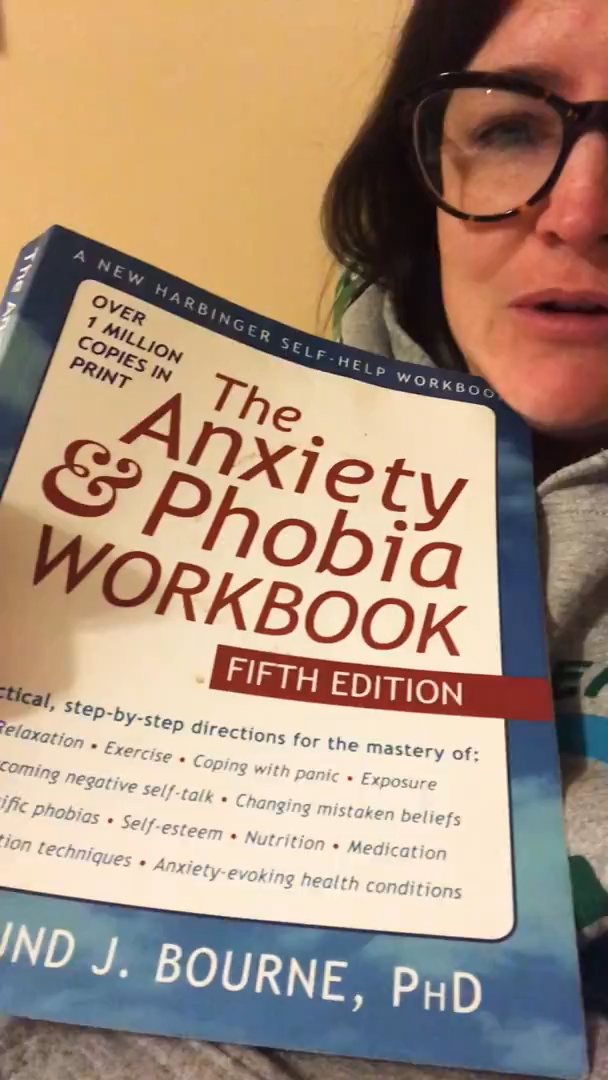 A NEW HARBINGER SELF-HELP
OVER
1 MILLION
COPIES IN
PRINT
The
Anxiety
& Phobia
WORKBOOK
FIFTH EDITION
step-by-step directions for the mastery of:
Relaxation • Exercise • Coping with panic • Exposure
negative self-talk • Changing mistaken beliefs
phobias • Self-esteem • Nutrition • Medication
techniques • Anxiety-evoking health conditions
J. BOURNE, PHD